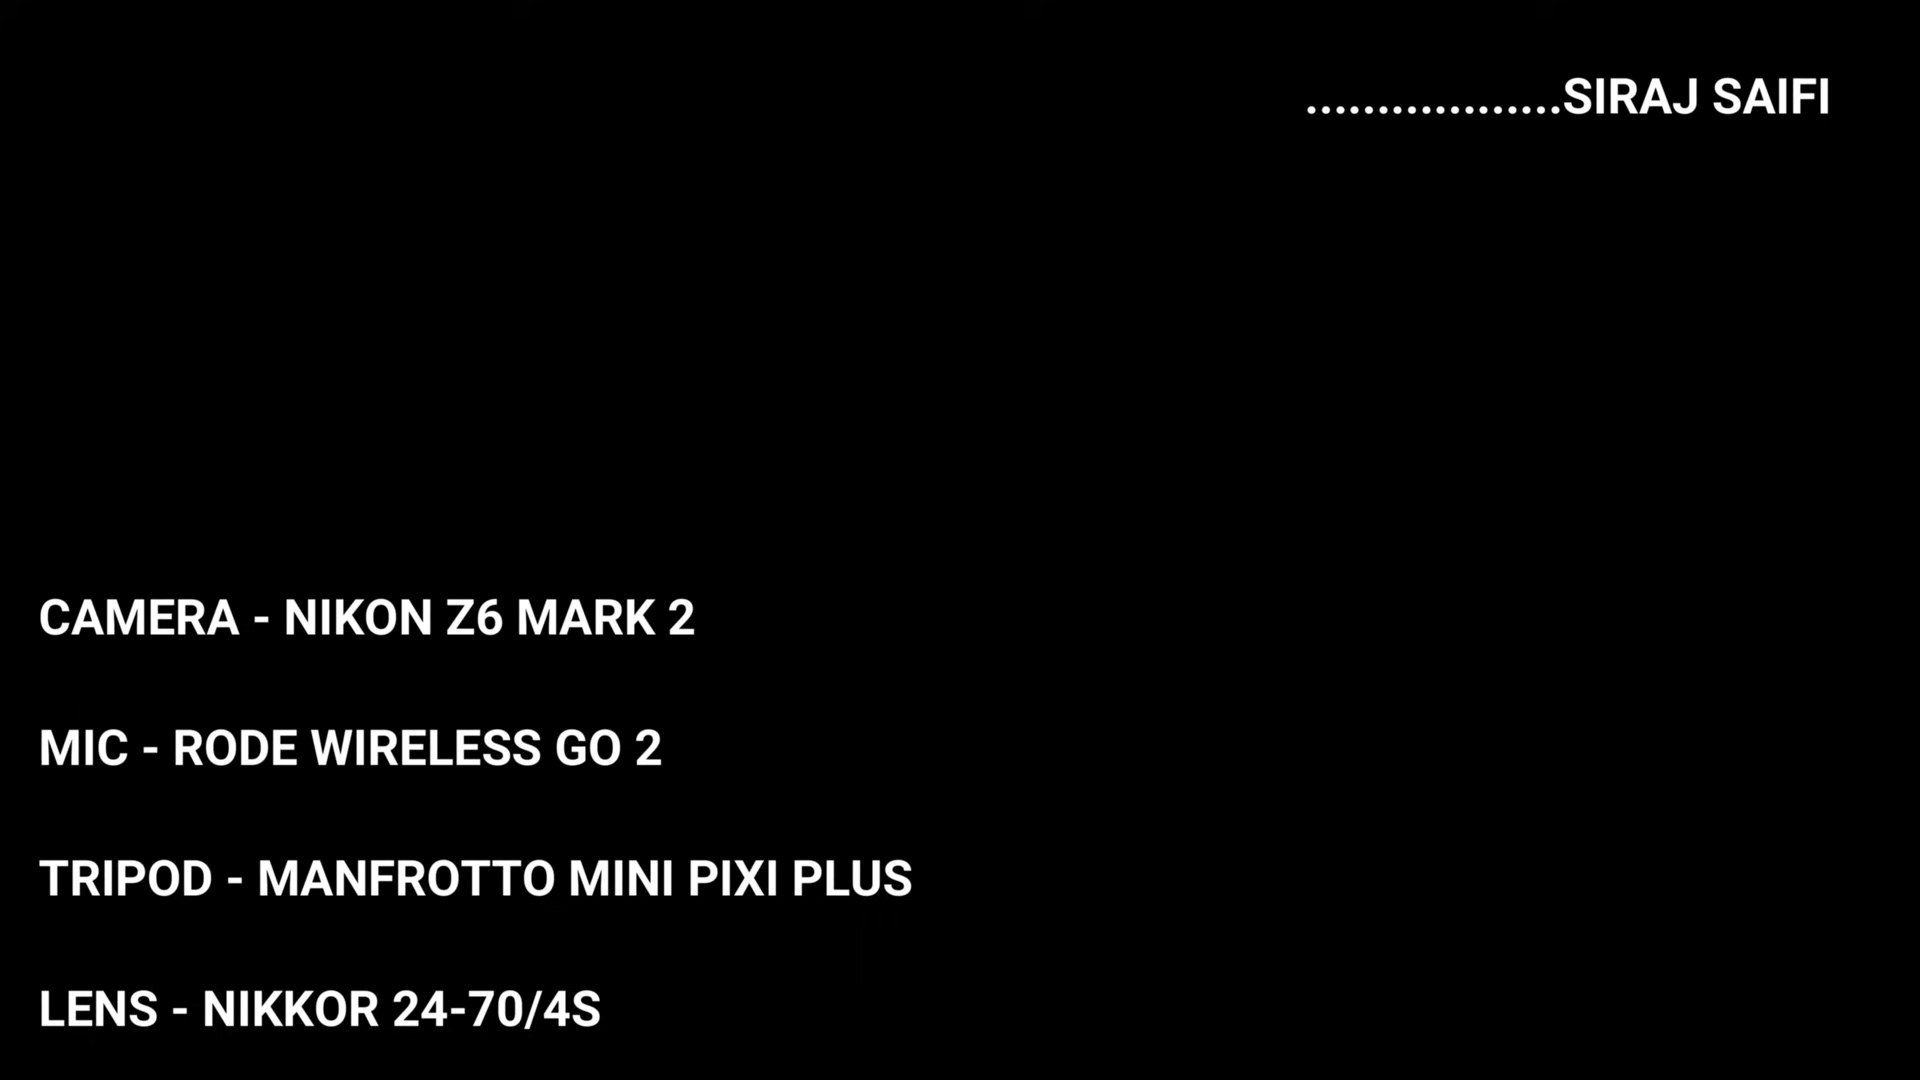 ..................SIRAJ SAIFI
CAMERA - NIKON Z6 MARK 2
MIC - RODE WIRELESS GO 2
TRIPOD - MANFROTTO MINI PIXI PLUS
LENS - NIKKOR 24-70/4S